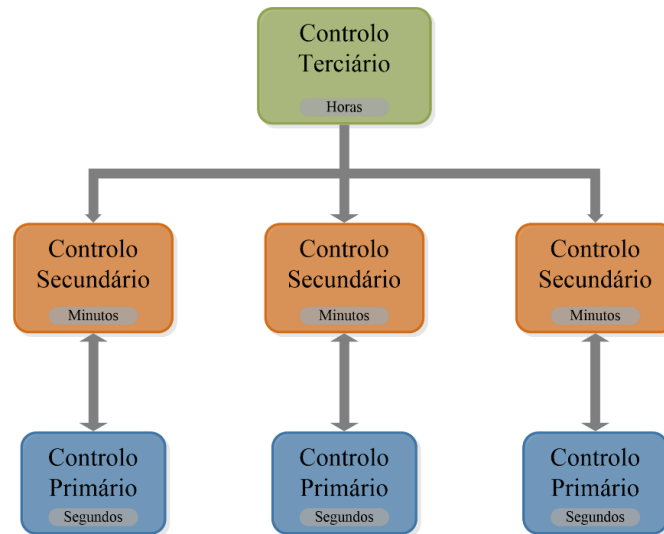 Controlo
Terciário
Horas
Controlo
Secundário
Minutos
Controlo
Secundário
Minutos
Controlo
Secundário
Minutos
Controlo
Primário
Segundos
Controlo
Primário
Segundos
Controlo
Primário
Segundos